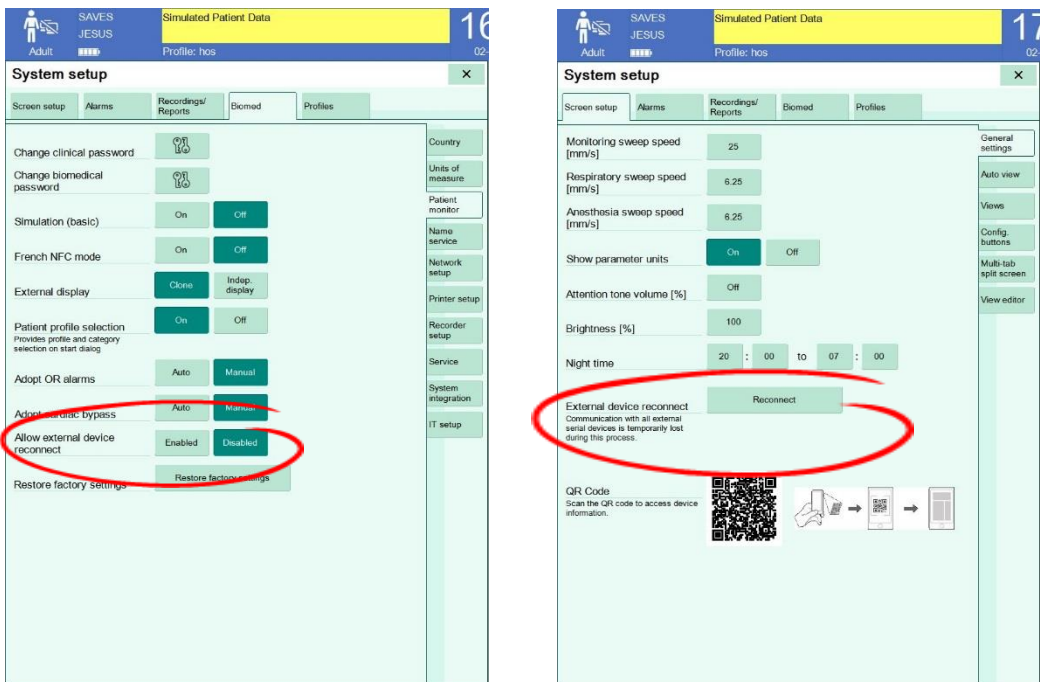 SAVES
JESUS
Adult
Simulated Patient Data
Profile: hos
16
02-
System setup
×
Screen setup
Alarms
Recordings/
Reports
Biomed
Profiles
Change clinical password
Change biomedical
password
Simulation (basic)
On
Off
French NFC
mode
On
Off
External display
Clone
Indep.
display
Patient profile selection
Provides profile and category
selection on start dialog
On
Off
Adopt OR alarms
Auto
Manual
Adopt cardiac bypass
Auto
Manual
Allow external device
reconnect
Enabled
Disabled
Restore factory settings
Restore factory settings
Country
Units of
measure
Patient
monitor
Name
service
Network
setup
Printer setup
Recorder
setup
Service
System
integration
IT setup
SAVES
JESUS
Adult
Simulated Patient Data
Profile: hos
17
02-
System setup
×
Screen setup
Alarms
Recordings/
Reports
Biomed
Profiles
Monitoring sweep speed
[mm/s]
25
Respiratory sweep speed
[mm/s]
6.25
Anesthesia sweep speed
[mm/s]
6.25
Show parameter units
On
Off
Attention tone volume [%]
Off
Brightness [%]
100
Night time
20 : 00 to 07 : 00
External device reconnect
Communication with all external
serial devices is temporarily lost
during this process.
Reconnect
QR Code
Scan the QR code to access device
information.
General
settings
Auto view
Views
Config.
buttons
Multi-tab
split screen
View editor